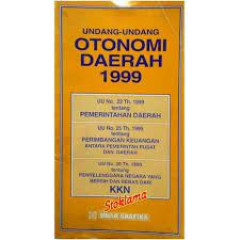 UNDANG-UNDANG
OTONOMI
DAERAH
1999
UU No. 22 Th. 1999
tentang
PEMERINTAHAN DAERAH
UU No. 25 Th. 1999
tentang
PERIMBANGAN KEUANGAN
ANTARA PEMERINTAH PUSAT
DAN DAERAH
UU No. 28 Th. 1999
tentang
PENYELENGGARA NEGARA YANG
BERSIH DAN BEBAS DARI
KKN
Stoklama
SINAR GRAFIKA